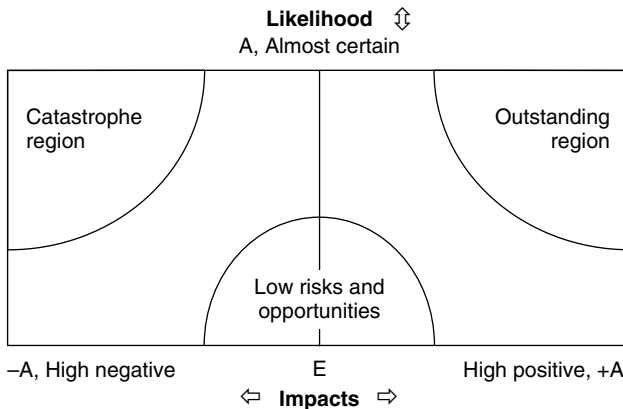 Likelihood
A, Almost certain
Catastrophe
region
Outstanding
region
Low risks and
opportunities
–A, High negative
E
High positive, +A
Impacts